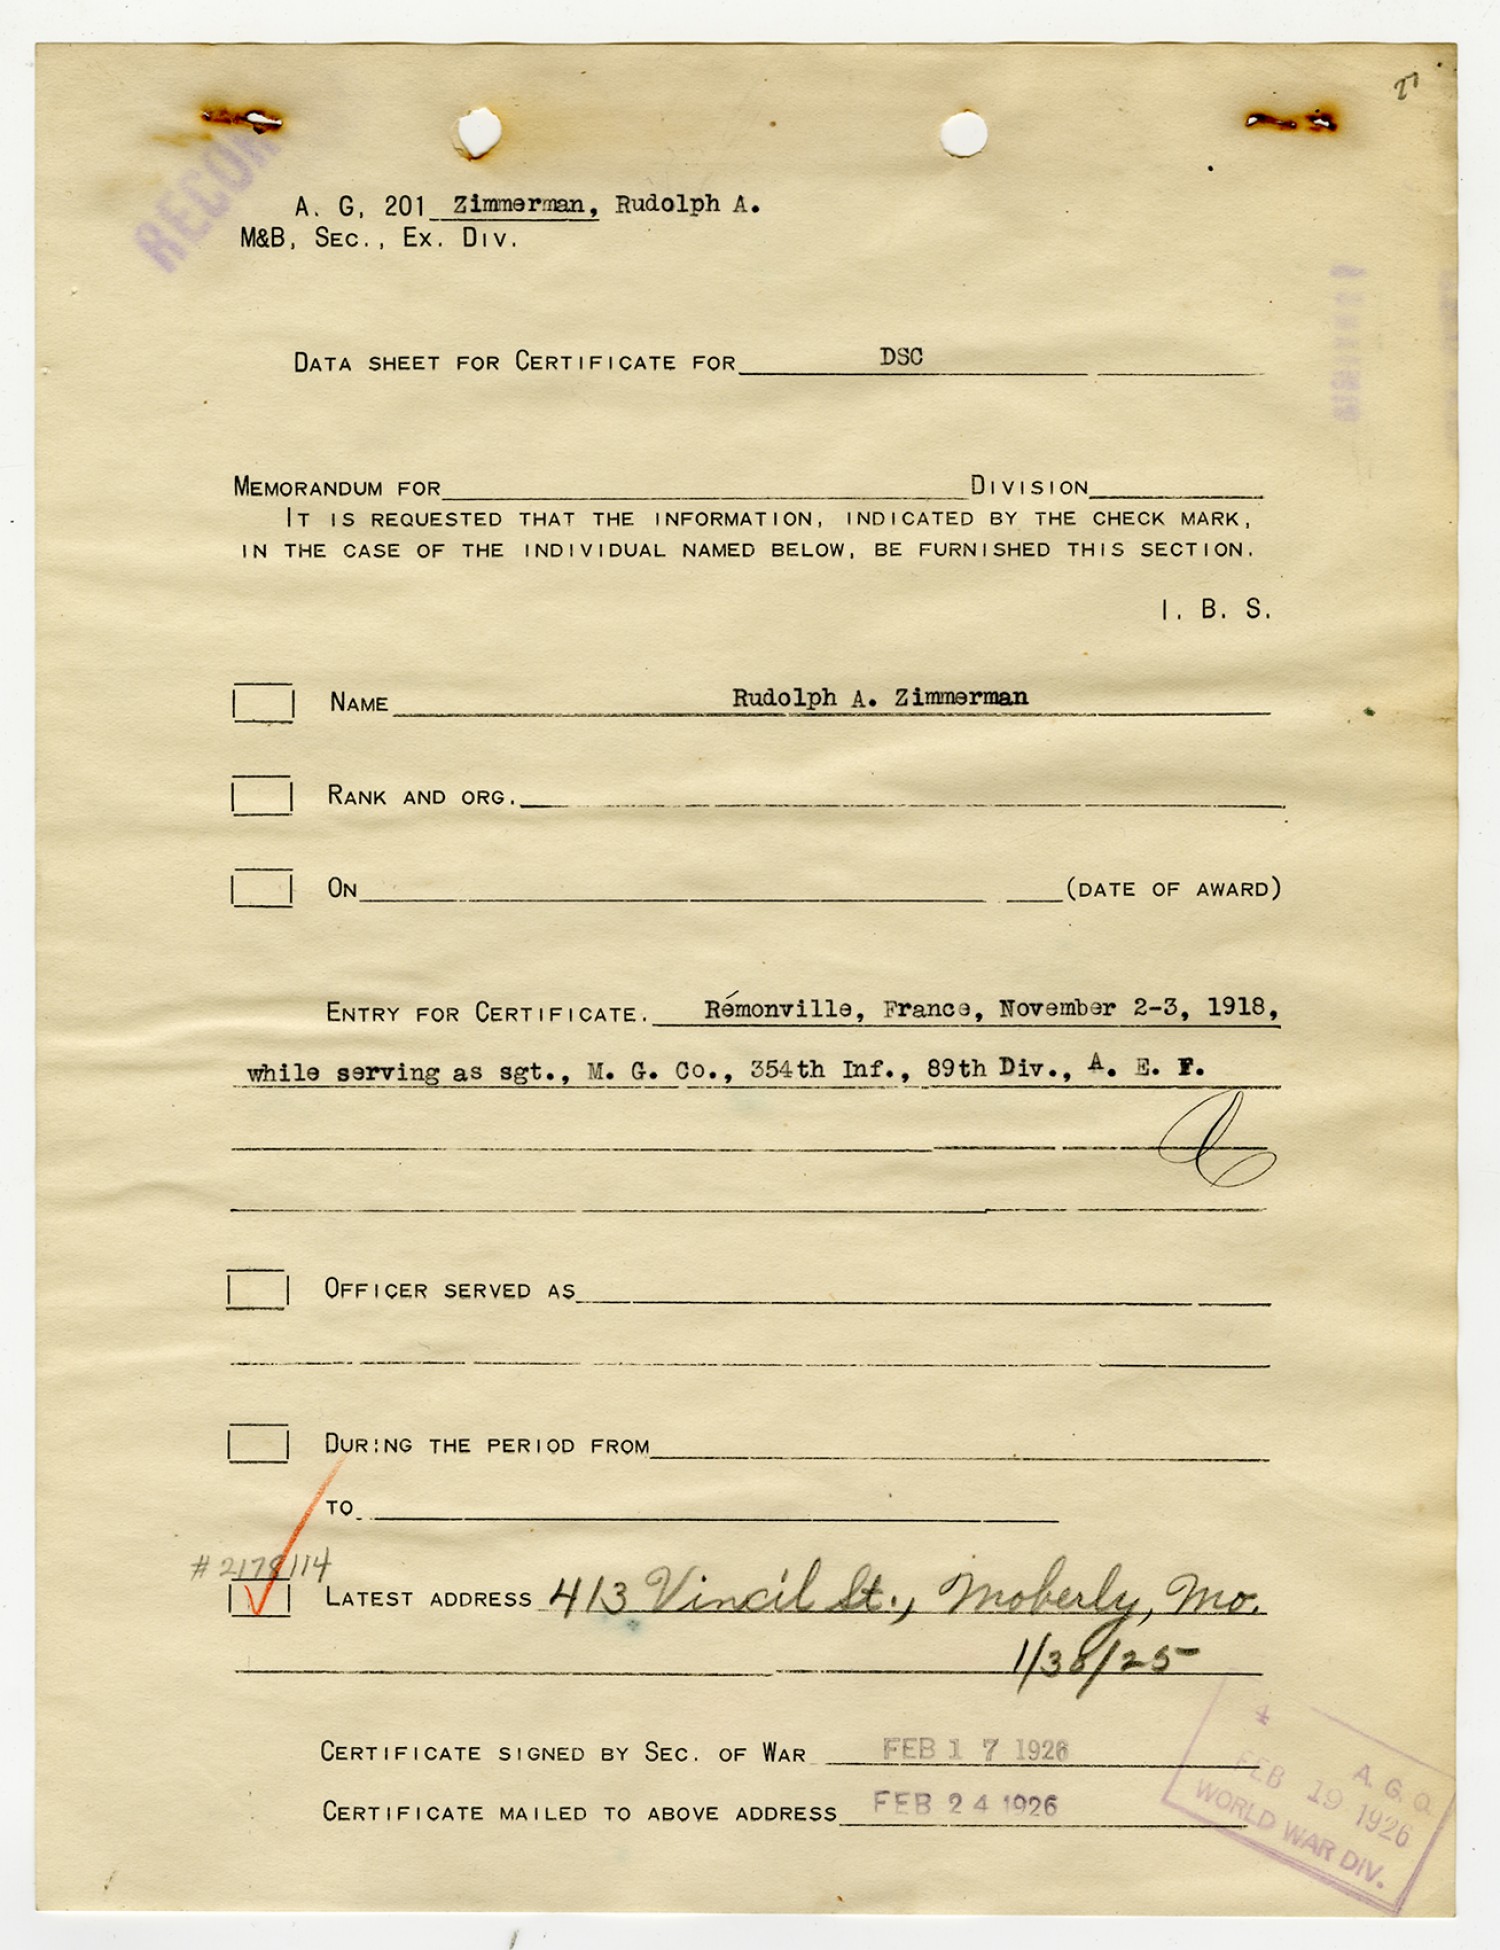 A. G. 201 Zimmerman, Rudolph A.
M&B, Sec., Ex. Div.
Data sheet for Certificate for DSC
Memorandum for Division
It is requested that the information, indicated by the check mark,
in the case of the individual named below, be furnished this section.
I. B. S.
Name Rudolph A. Zimmerman
Rank and org.
On (date of award)
Entry for Certificate. Rémonville, France, November 2-3, 1918,
while serving as sgt., M. G. Co., 354th Inf., 89th Div., A. E. F.
Officer served as
During the period from
to
#2178114
Latest address 413 Vincil St., Moberly, Mo.
1/30/25
Certificate signed by Sec. of War FEB 17 1926
Certificate mailed to above address FEB 24 1926
A. G. O.
FEB 19 1926
WORLD WAR DIV.